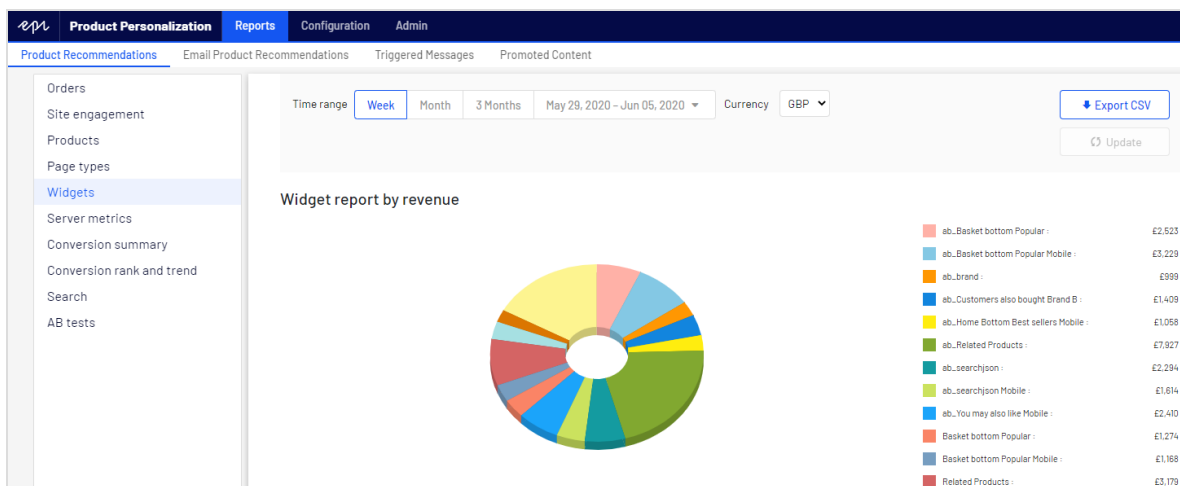 epi Product Personalization Reports Configuration Admin
Product Recommendations Email Product Recommendations Triggered Messages Promoted Content
Orders
Site engagement
Products
Page types
Widgets
Server metrics
Conversion summary
Conversion rank and trend
Search
AB tests
Time range Week Month 3 Months May 29, 2020 – Jun 05, 2020 Currency GBP Export CSV
Update
Widget report by revenue
ab_Basket bottom Popular : £2,523
ab_Basket bottom Popular Mobile : £3,229
ab_brand : £999
ab_Customers also bought Brand B : £1,409
ab_Home Bottom Best sellers Mobile : £1,058
ab_Related Products : £7,927
ab_searchjson : £2,294
ab_searchjson Mobile : £1,614
ab_You may also like Mobile : £2,410
Basket bottom Popular : £1,274
Basket bottom Popular Mobile : £1,168
Related Products : £3,179